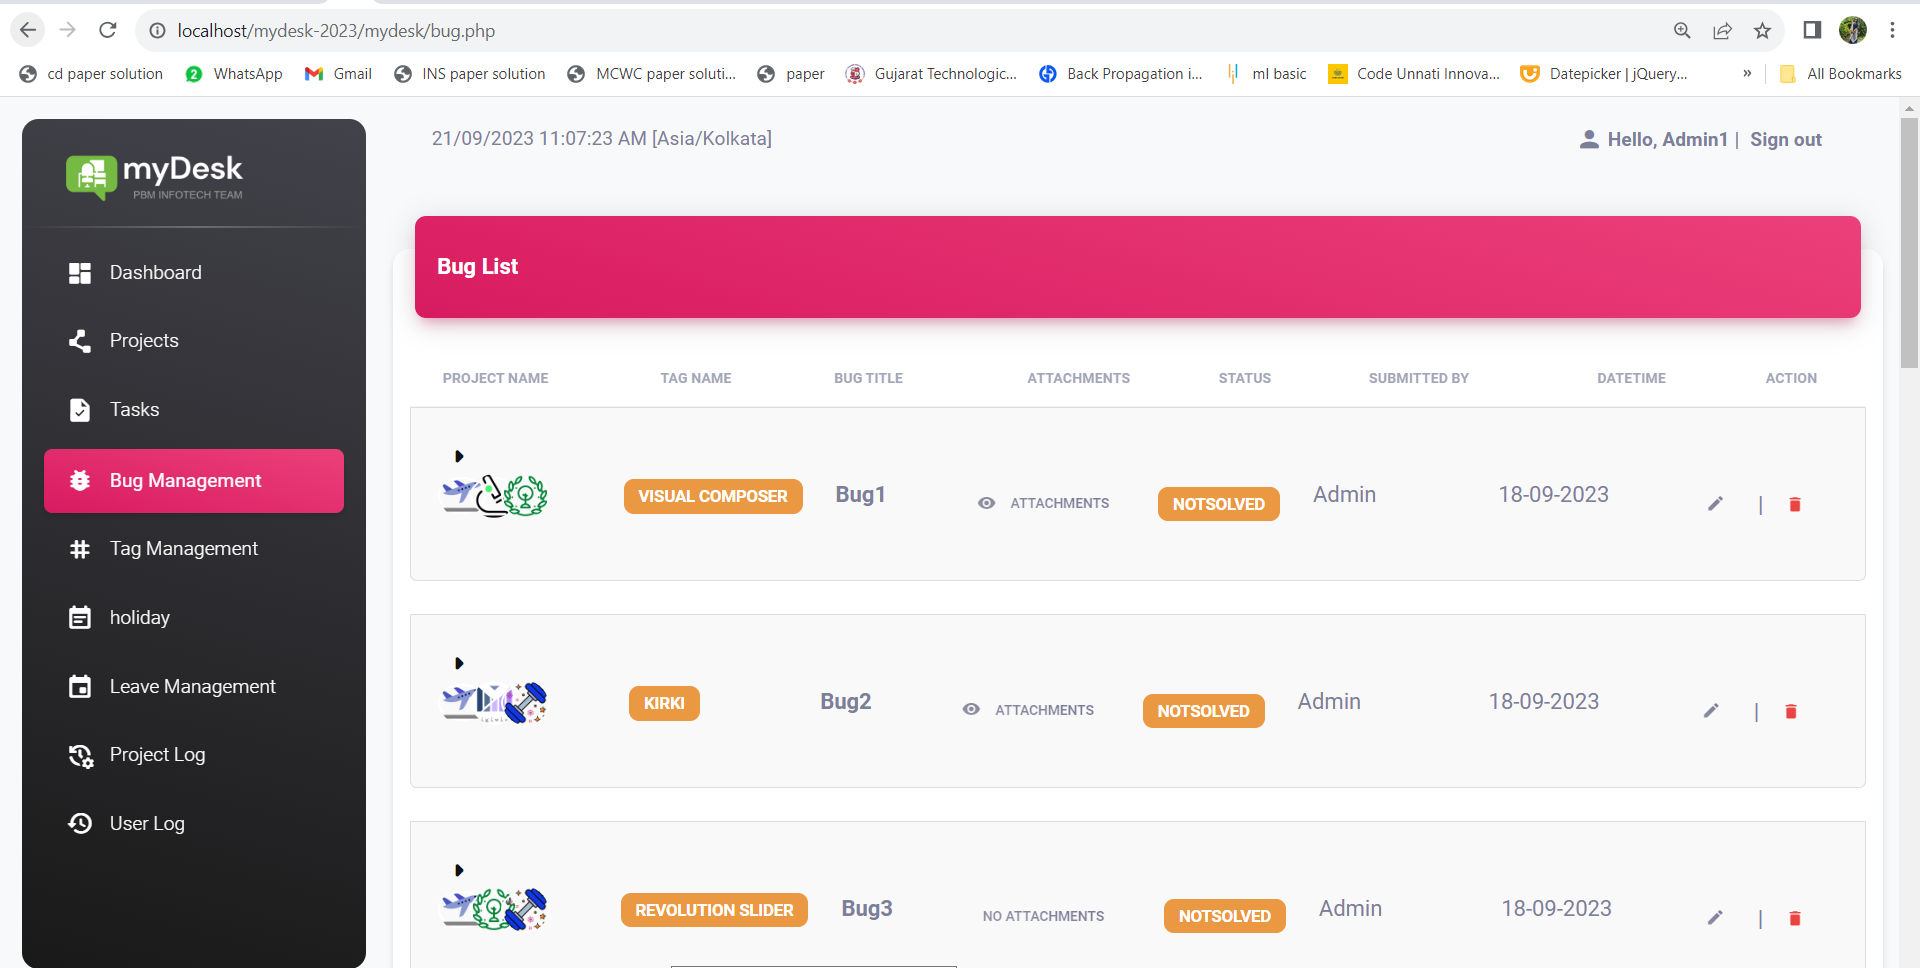 localhost/mydesk-2023/mydesk/bug.php
cd paper solution
2 WhatsApp
Gmail
INS paper solution
MCWC paper soluti...
paper
Gujarat Technologic...
Back Propagation i...
ml basic
Code Unnati Innova...
Datepicker | jQuery...
»
All Bookmarks
myDesk
PBM INFOTECH TEAM
Dashboard
Projects
Tasks
Bug Management
Tag Management
holiday
Leave Management
Project Log
User Log
21/09/2023 11:07:23 AM [Asia/Kolkata]
Hello, Admin1 | Sign out
Bug List
PROJECT NAME TAG NAME BUG TITLE ATTACHMENTS STATUS SUBMITTED BY DATETIME ACTION
VISUAL COMPOSER Bug1 ATTACHMENTS NOTSOLVED Admin 18-09-2023 |
KIRKI Bug2 ATTACHMENTS NOTSOLVED Admin 18-09-2023 |
REVOLUTION SLIDER Bug3 NO ATTACHMENTS NOTSOLVED Admin 18-09-2023 |